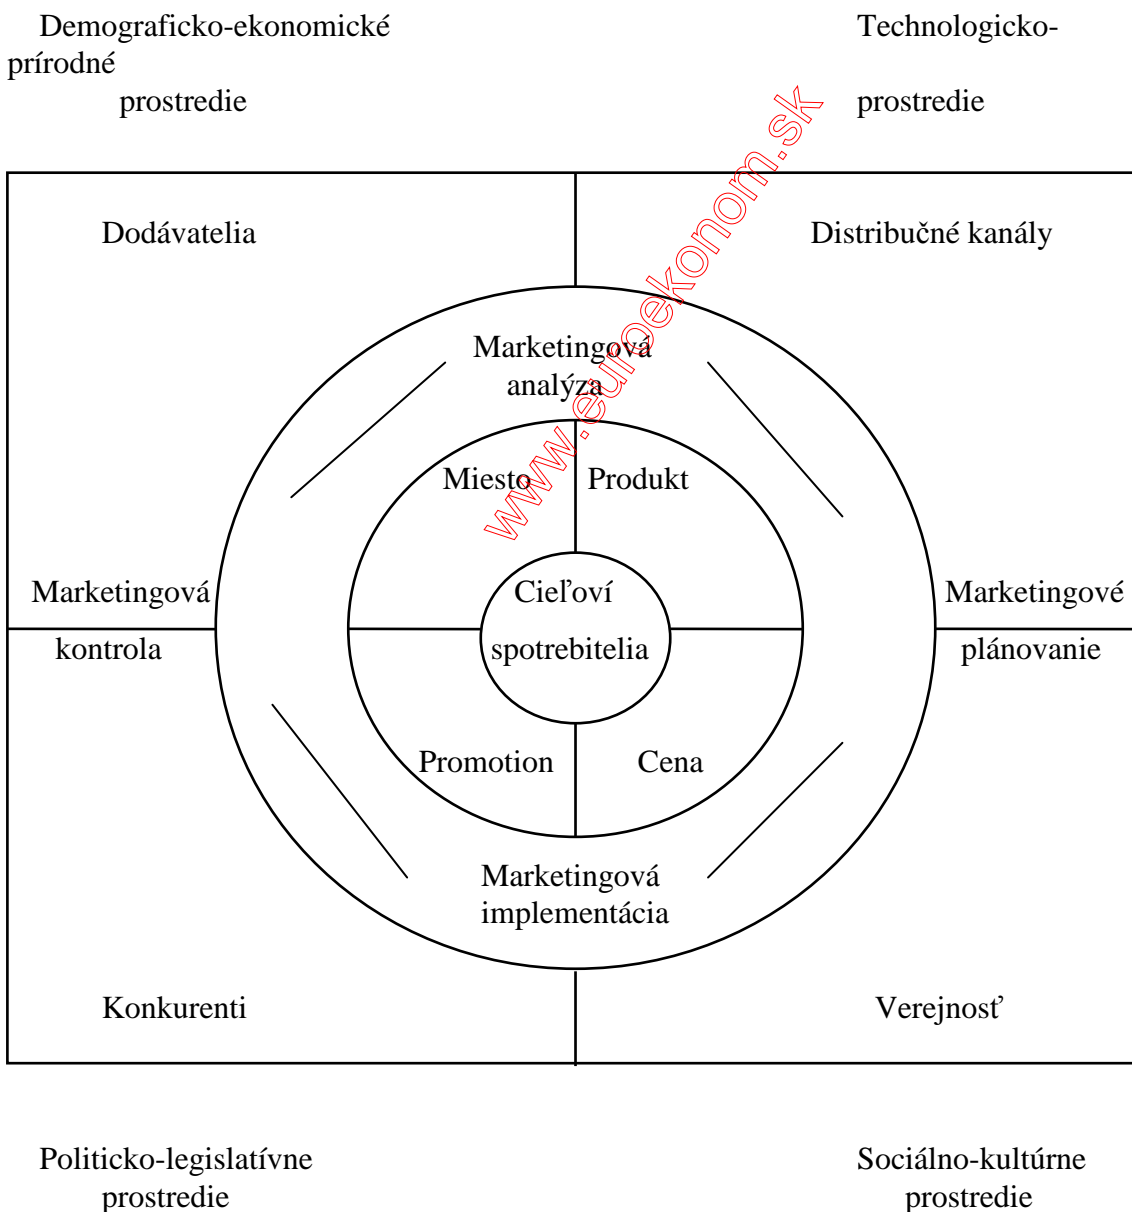 Demograficko-ekonomické Technologicko-
prírodné
prostredie prostredie
www.euroekonom.sk
Dodávatelia Distribučné kanály
Marketingová
analýza
Miesto Produkt
Marketingová Cieľoví Marketingové
kontrola spotrebitelia plánovanie
Promotion Cena
Marketingová
implementácia
Konkurenti Verejnosť
Politicko-legislatívne Sociálno-kultúrne
prostredie prostredie